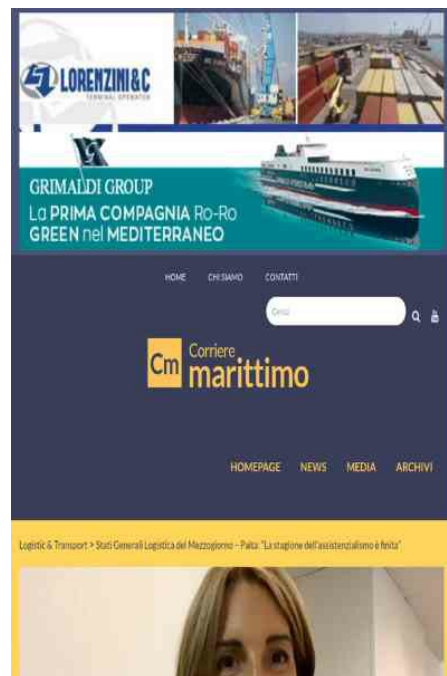 LORENZINI & C
TERMINAL OPERATOR
GRIMALDI GROUP
La PRIMA COMPAGNIA Ro-Ro
GREEN nel MEDITERRANEO
HOME CHI SIAMO CONTATTI
Cerca
Cm Corriere
marittimo
HOMEPAGE NEWS MEDIA ARCHIVI
Logistic & Transport > Stati Generali Logistica del Mezzogiorno – Paita: "La stagione dell'assistenzialismo è finita"